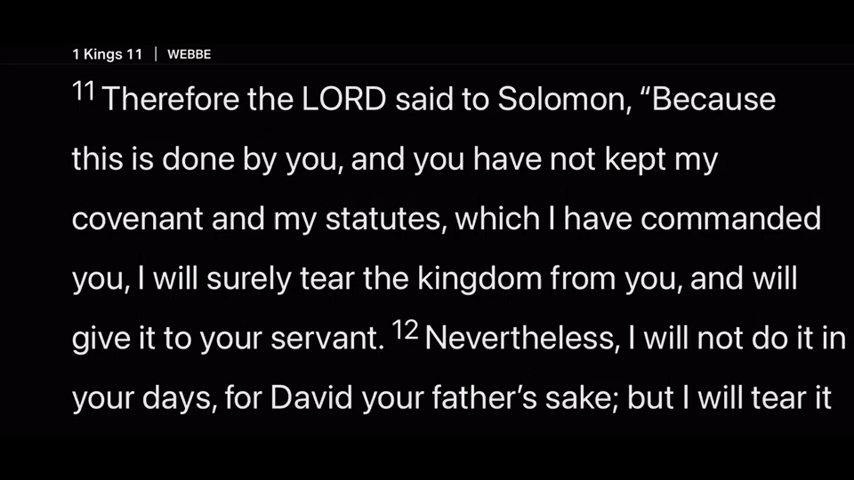 1 Kings 11 | WEBBE
11 Therefore the LORD said to Solomon, “Because
this is done by you, and you have not kept my
covenant and my statutes, which I have commanded
you, I will surely tear the kingdom from you, and will
give it to your servant. 12 Nevertheless, I will not do it in
your days, for David your father’s sake; but I will tear it